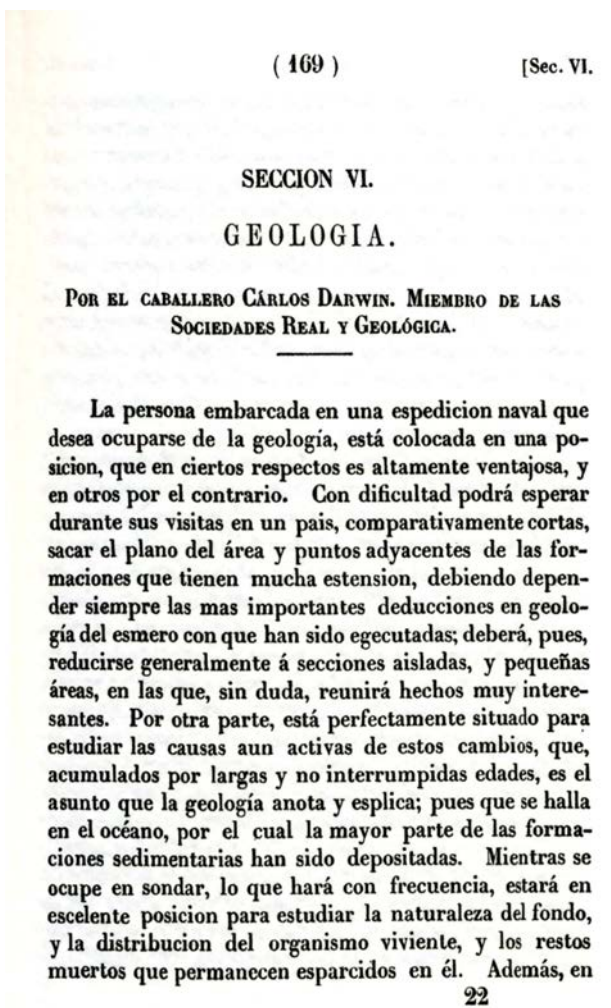 ( 169 ) [Sec. VI.
SECCION VI.
GEOLOGIA.
POR EL CABALLERO CÁRLOS DARWIN. MIEMBRO DE LAS
SOCIEDADES REAL Y GEOLÓGICA.
La persona embarcada en una espedicion naval que
desea ocuparse de la geología, está colocada en una po-
sicion, que en ciertos respectos es altamente ventajosa, y
en otros por el contrario. Con dificultad podrá esperar
durante sus visitas en un pais, comparativamente cortas,
sacar el plano del área y puntos adyacentes de las for-
maciones que tienen mucha estension, debiendo depen-
der siempre las mas importantes deducciones en geolo-
gía del esmero con que han sido egecutadas; deberá, pues,
reducirse generalmente á secciones aisladas, y pequeñas
áreas, en las que, sin duda, reunirá hechos muy intere-
santes. Por otra parte, está perfectamente situado para
estudiar las causas aun activas de estos cambios, que,
acumulados por largas y no interrumpidas edades, es el
asunto que la geología anota y esplica; pues que se halla
en el océano, por el cual la mayor parte de las forma-
ciones sedimentarias han sido depositadas. Mientras se
ocupe en sondar, lo que hará con frecuencia, estará en
escelente posicion para estudiar la naturaleza del fondo,
y la distribucion del organismo viviente, y los restos
muertos que permanecen esparcidos en él. Además, en
22